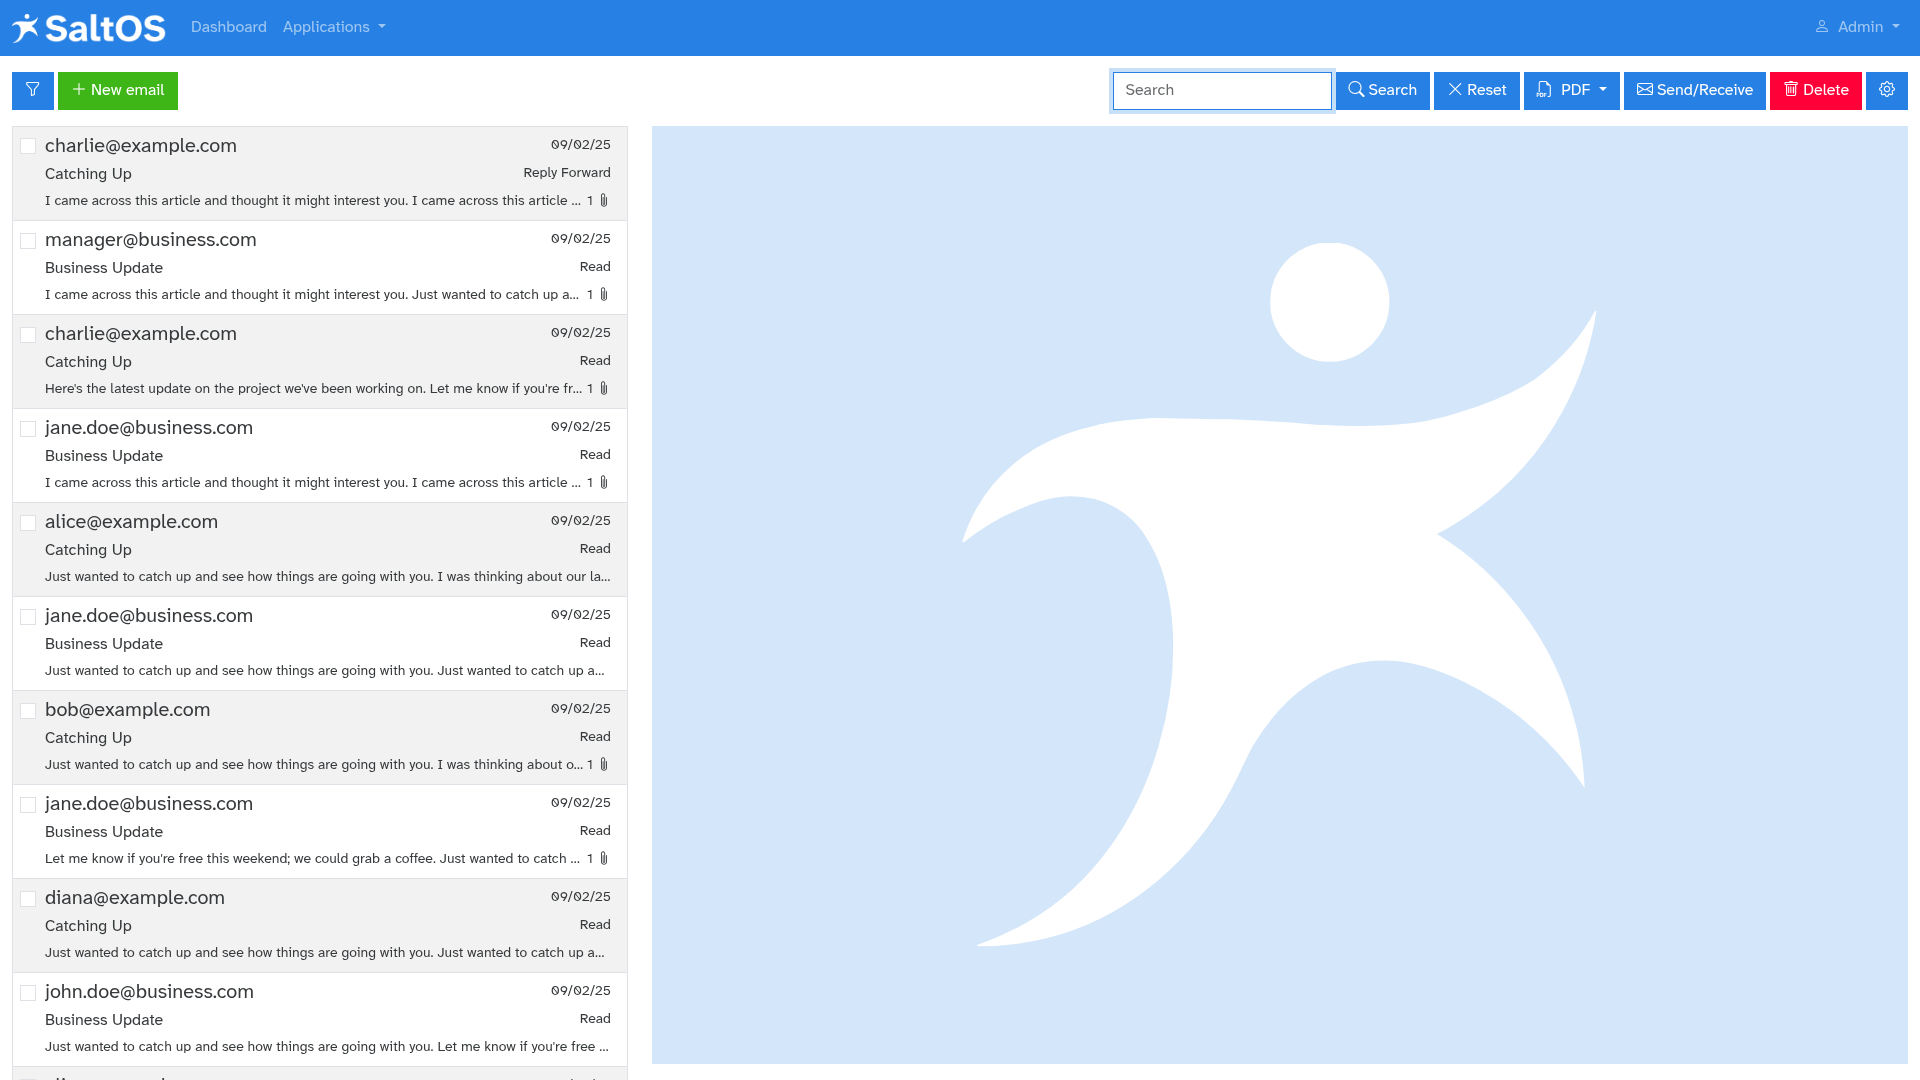 SaltOS
Dashboard
Applications
Admin
New email
Search
Search
Reset
PDF
Send/Receive
Delete
charlie@example.com 09/02/25
Catching Up Reply Forward
I came across this article and thought it might interest you. I came across this article ... 1
manager@business.com 09/02/25
Business Update Read
I came across this article and thought it might interest you. Just wanted to catch up a... 1
charlie@example.com 09/02/25
Catching Up Read
Here's the latest update on the project we've been working on. Let me know if you're fr... 1
jane.doe@business.com 09/02/25
Business Update Read
I came across this article and thought it might interest you. I came across this article ... 1
alice@example.com 09/02/25
Catching Up Read
Just wanted to catch up and see how things are going with you. I was thinking about our la...
jane.doe@business.com 09/02/25
Business Update Read
Just wanted to catch up and see how things are going with you. Just wanted to catch up a...
bob@example.com 09/02/25
Catching Up Read
Just wanted to catch up and see how things are going with you. I was thinking about o... 1
jane.doe@business.com 09/02/25
Business Update Read
Let me know if you're free this weekend; we could grab a coffee. Just wanted to catch ... 1
diana@example.com 09/02/25
Catching Up Read
Just wanted to catch up and see how things are going with you. Just wanted to catch up a...
john.doe@business.com 09/02/25
Business Update Read
Just wanted to catch up and see how things are going with you. Let me know if you're free ...